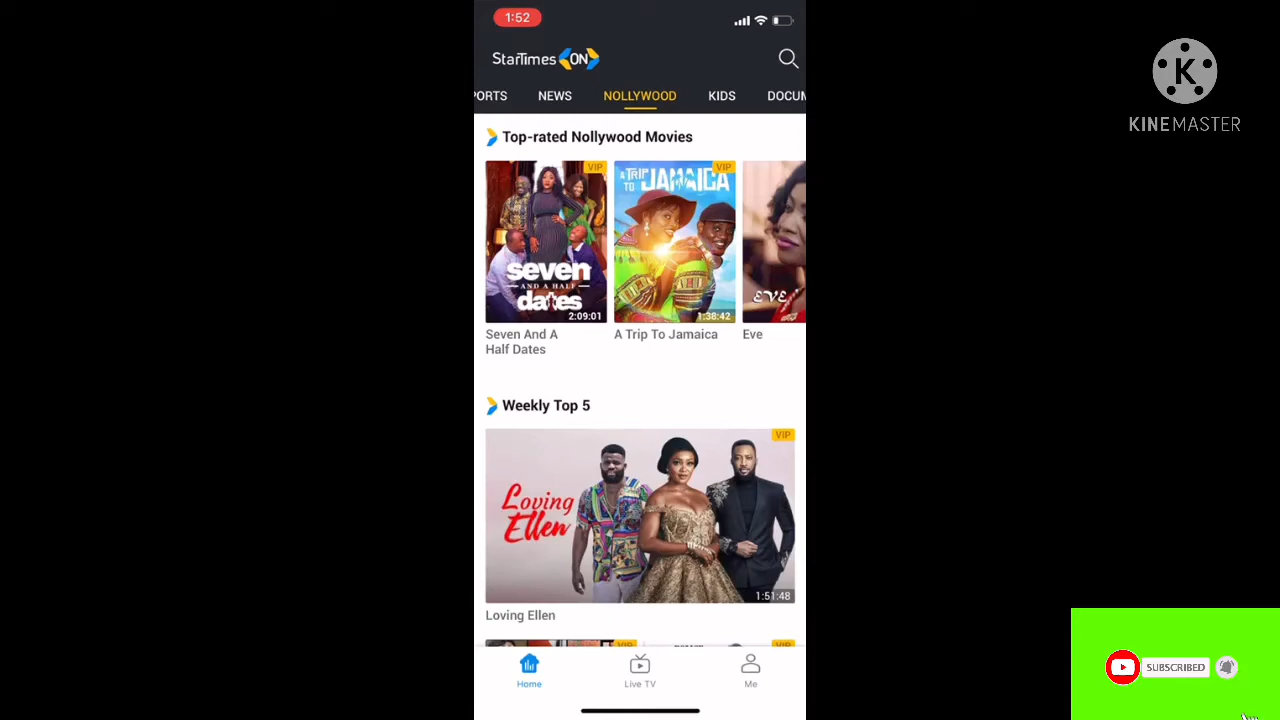 1:52
StarTimes ON
PORTS NEWS NOLLYWOOD KIDS DOCUM
Top-rated Nollywood Movies
VIP
seven
AND A HALF
dates
2:09:01
VIP
A TRIP
TO JAMAICA
1:38:42
EVE
Seven And A
Half Dates
A Trip To Jamaica
Eve
Weekly Top 5
VIP
Loving
Ellen
1:51:48
Loving Ellen
VIP
VIP
Home
Live TV
Me
K
KINEMASTER
SUBSCRIBED